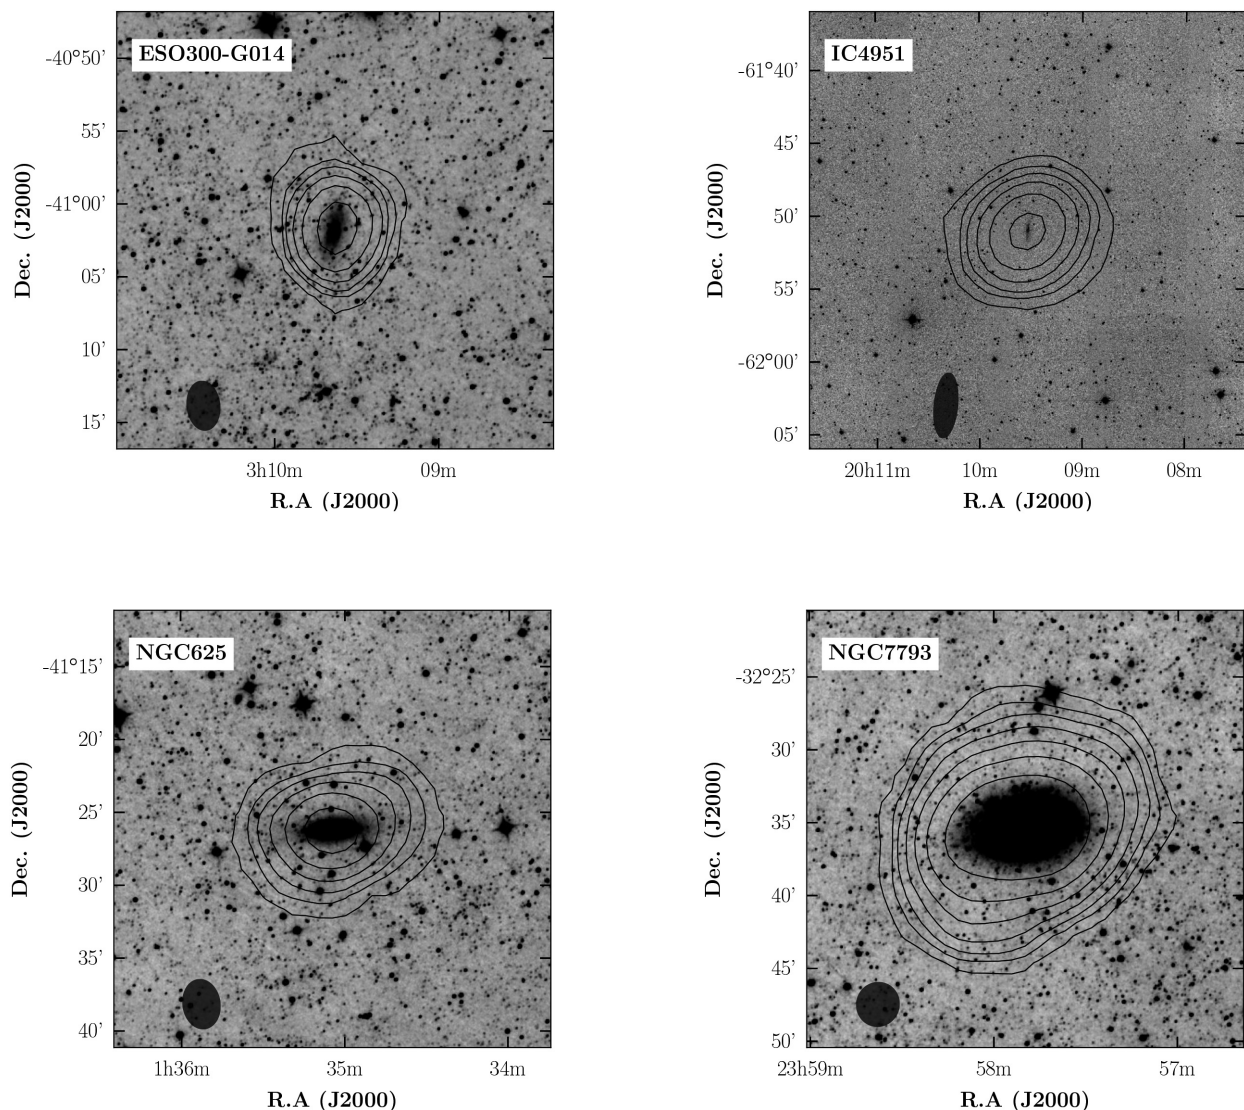 ESO300-G014
-40°50'
55'
-41°00'
05'
10'
15'
Dec. (J2000)
3h10m
09m
R.A (J2000)
IC4951
-61°40'
45'
50'
55'
-62°00'
05'
Dec. (J2000)
20h11m
10m
09m
08m
R.A (J2000)
NGC625
-41°15'
20'
25'
30'
35'
40'
Dec. (J2000)
1h36m
35m
34m
R.A (J2000)
NGC7793
-32°25'
30'
35'
40'
45'
50'
Dec. (J2000)
23h59m
58m
57m
R.A (J2000)